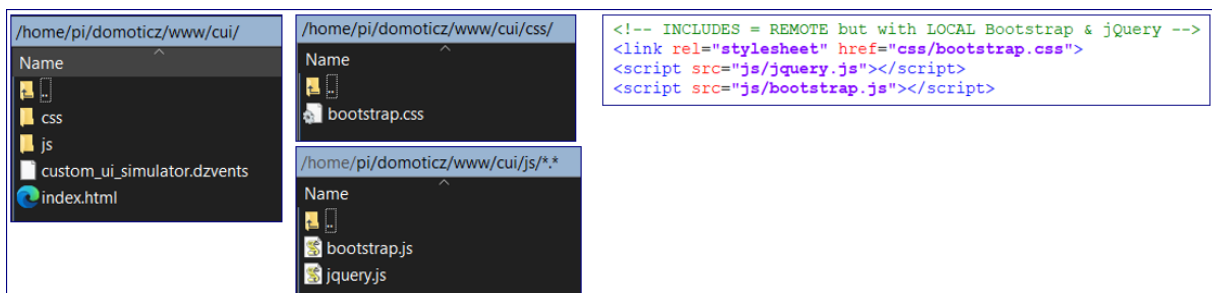 /home/pi/domoticz/www/cui/
Name
..
css
js
custom_ui_simulator.dzvents
index.html
/home/pi/domoticz/www/cui/css/
Name
..
bootstrap.css
/home/pi/domoticz/www/cui/js/*.*
Name
..
bootstrap.js
jquery.js
<!-- INCLUDES = REMOTE but with LOCAL Bootstrap & jQuery -->
<link rel="stylesheet" href="css/bootstrap.css">
<script src="js/jquery.js"></script>
<script src="js/bootstrap.js"></script>